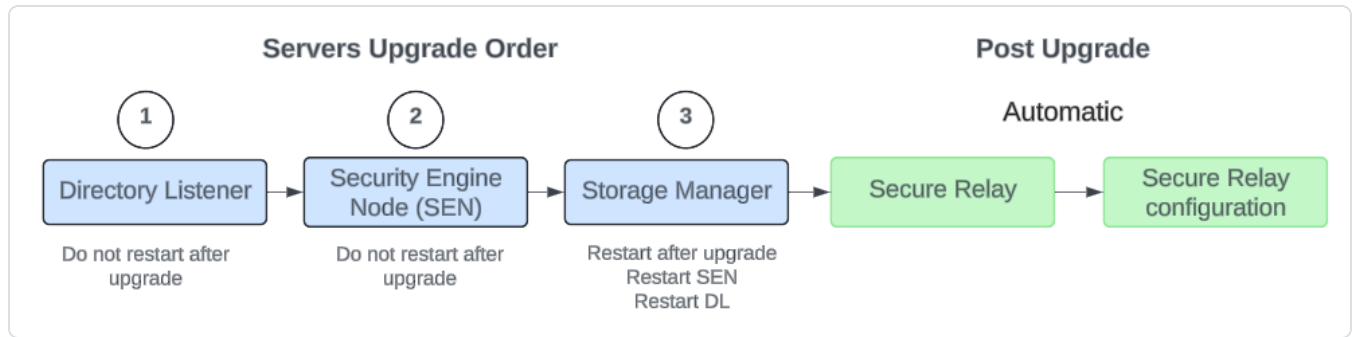 Servers Upgrade Order
Post Upgrade
1
2
3
Automatic
Directory Listener
Security Engine
Node (SEN)
Storage Manager
Secure Relay
Secure Relay
configuration
Do not restart after
upgrade
Do not restart after
upgrade
Restart after upgrade
Restart SEN
Restart DL